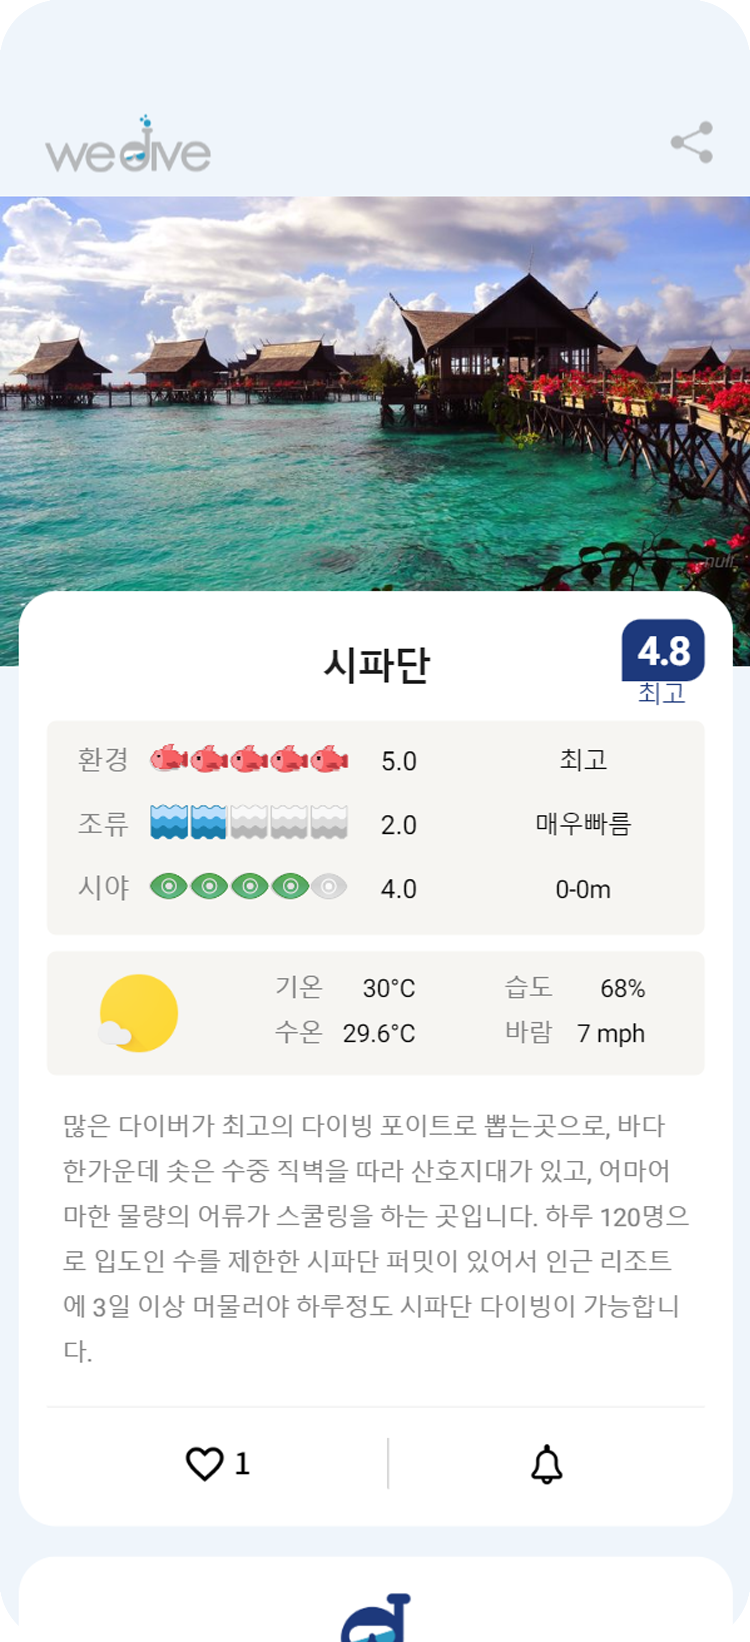 wedive
null
시파단
4.8
최고
환경 5.0 최고
조류 2.0 매우빠름
시야 4.0 0-0m
기온 30°C 습도 68%
수온 29.6°C 바람 7 mph
많은 다이버가 최고의 다이빙 포이트로 뽑는곳으로, 바다
한가운데 솟은 수중 직벽을 따라 산호지대가 있고, 어마어
마한 물량의 어류가 스쿨링을 하는 곳입니다. 하루 120명으
로 입도인 수를 제한한 시파단 퍼밋이 있어서 인근 리조트
에 3일 이상 머물러야 하루정도 시파단 다이빙이 가능합니
다.
1